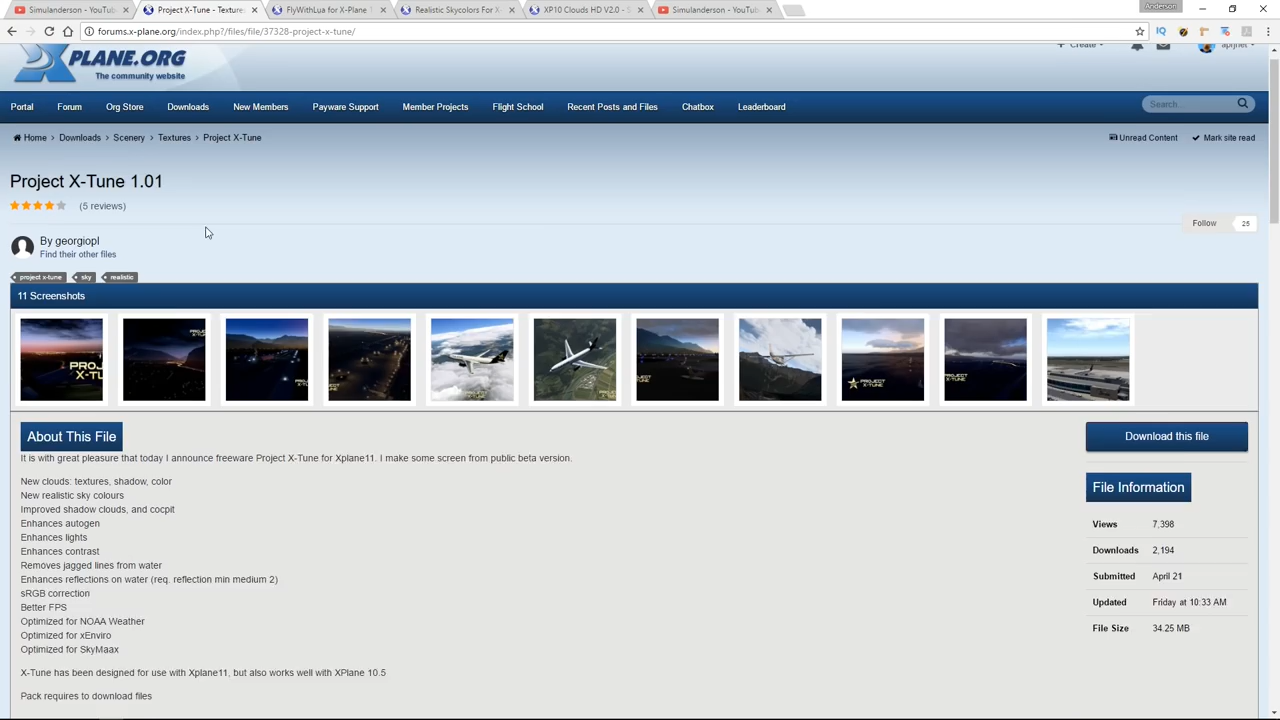 Anderson
Simulanderson - YouTube
Project X-Tune - Textures
FlyWithLua for X-Plane 1
Realistic Skycolors For X-
XP10 Clouds HD V2.0 - S
Simulanderson - YouTube
forums.x-plane.org/index.php?/files/file/37328-project-x-tune/
XPLANE.ORG
The community website
Create
aprjnet
Portal Forum Org Store Downloads New Members Payware Support Member Projects Flight School Recent Posts and Files Chatbox Leaderboard
Search...
Home > Downloads > Scenery > Textures > Project X-Tune
Unread Content Mark site read
Project X-Tune 1.01
(5 reviews)
Follow 25
By georgiopl
Find their other files
project x-tune sky realistic
11 Screenshots
About This File
Download this file
It is with great pleasure that today I announce freeware Project X-Tune for Xplane11. I make some screen from public beta version.
New clouds: textures, shadow, color
New realistic sky colours
Improved shadow clouds, and cocpit
Enhances autogen
Enhances lights
Enhances contrast
Removes jagged lines from water
Enhances reflections on water (req. reflection min medium 2)
sRGB correction
Better FPS
Optimized for NOAA Weather
Optimized for xEnviro
Optimized for SkyMaax
X-Tune has been designed for use with Xplane11, but also works well with XPlane 10.5
Pack requires to download files
File Information
Views 7,398
Downloads 2,194
Submitted April 21
Updated Friday at 10:33 AM
File Size 34.25 MB